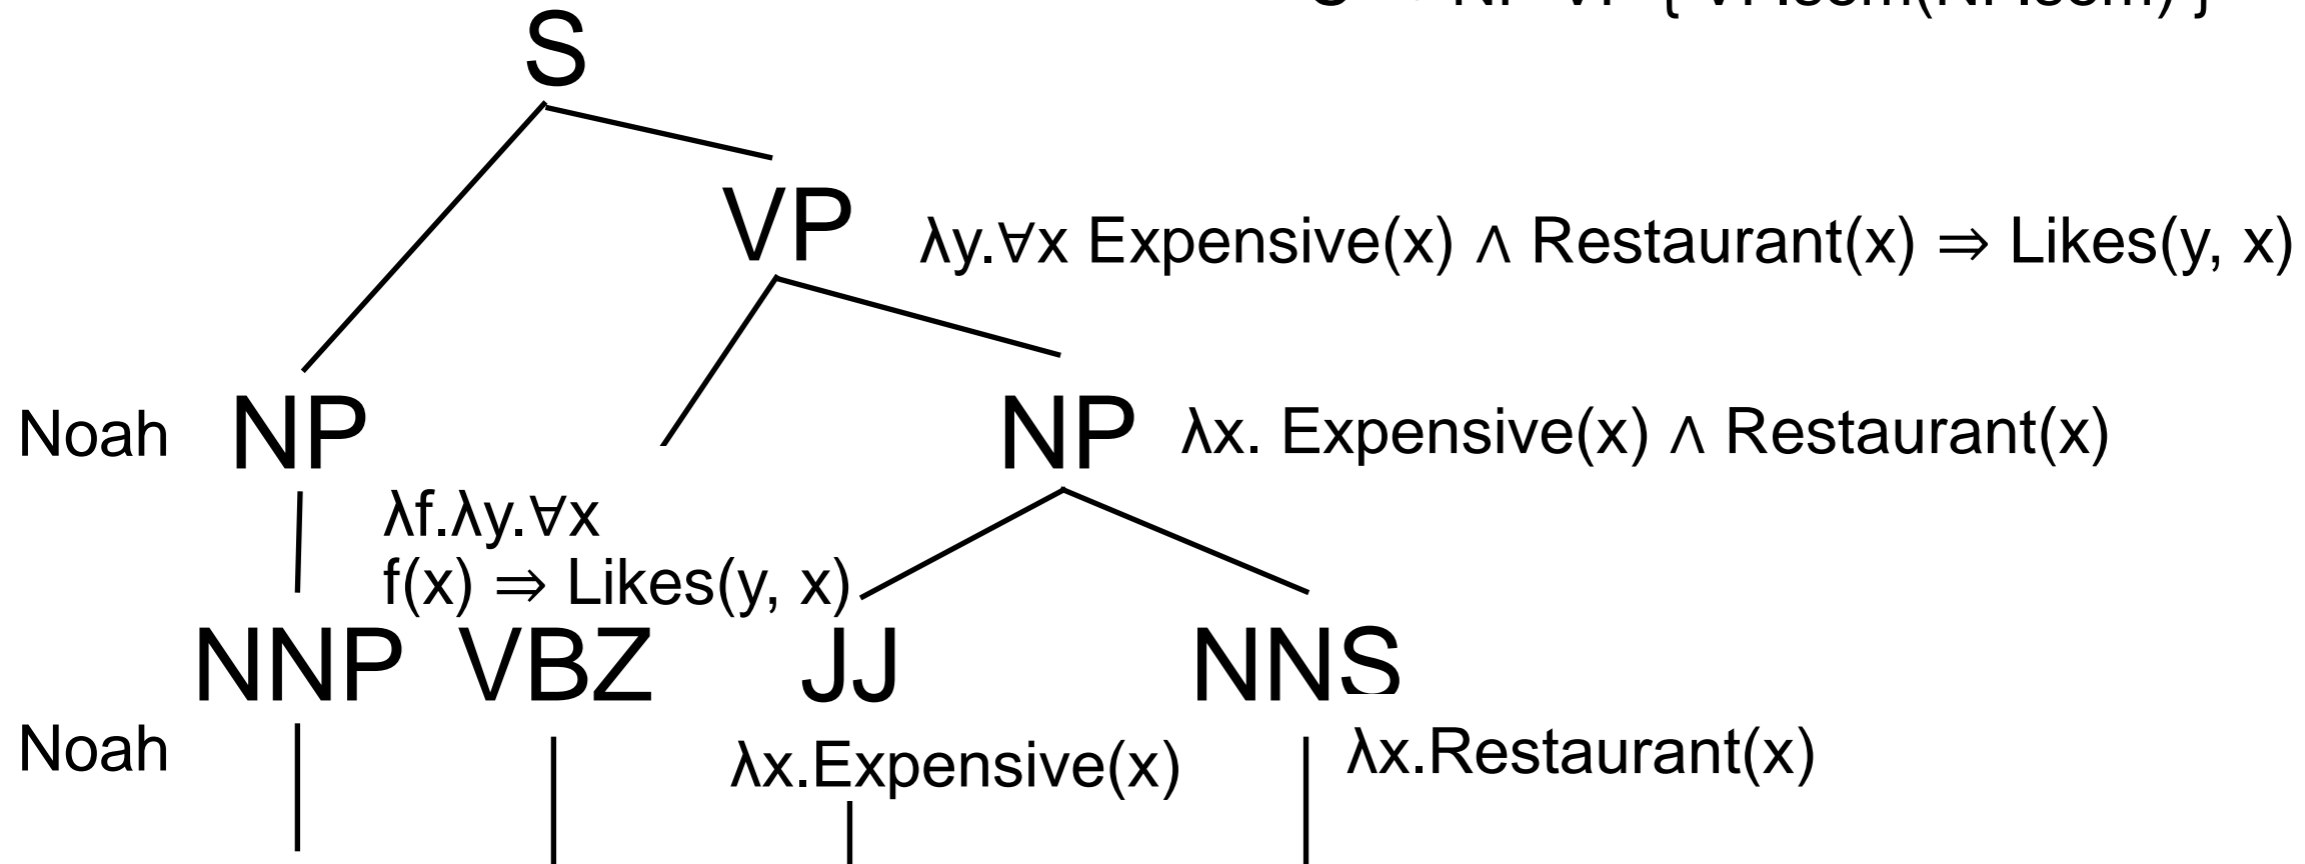 S
VP λy.∀x Expensive(x) ∧ Restaurant(x) ⇒ Likes(y, x)
Noah NP NP λx. Expensive(x) ∧ Restaurant(x)
λf.λy.∀x
f(x) ⇒ Likes(y, x)
NNP VBZ JJ NNS
Noah λx.Expensive(x) λx.Restaurant(x)